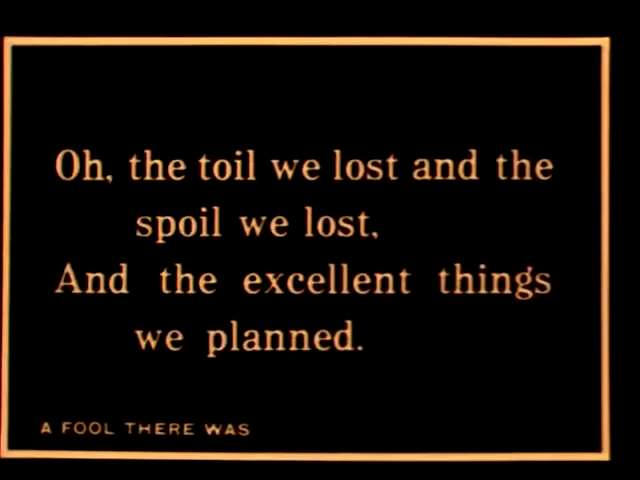 Oh, the toil we lost and the
spoil we lost,
And the excellent things
we planned.
A FOOL THERE WAS